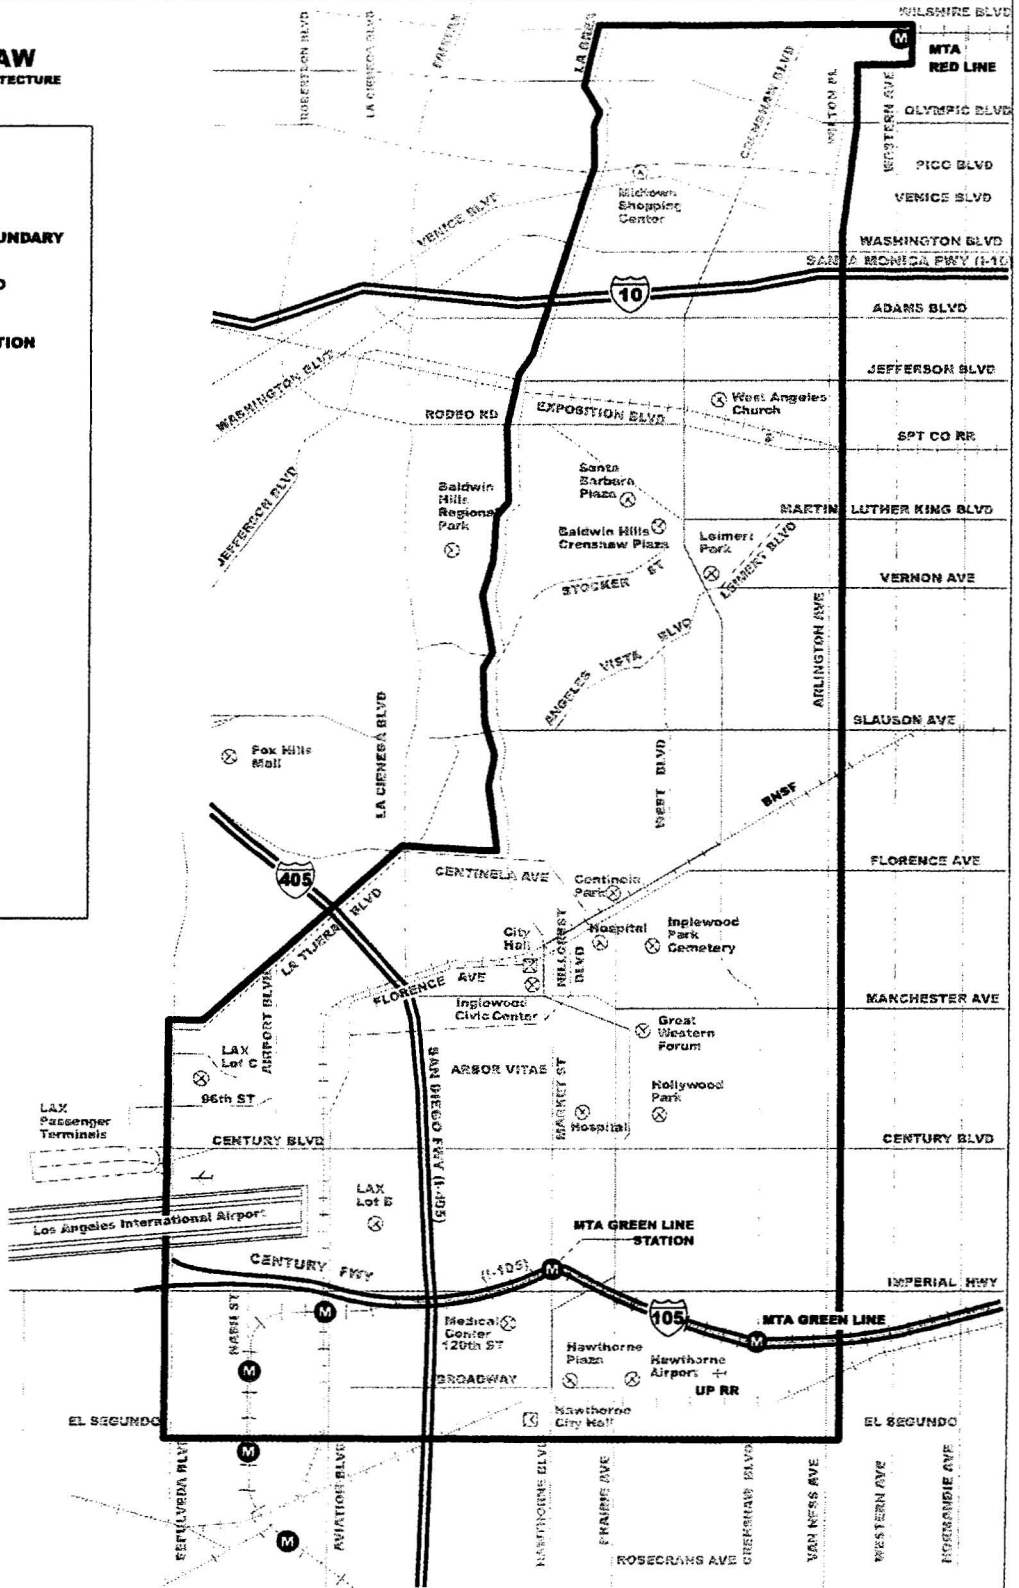 AW
TECTURE
UNDARY
TION
WILSHIRE BLVD
MTA
RED LINE
ROBERTSON BLVD
LA CIENEGA BLVD
FAIRFAX
LA BREA
CRENSHAW BLVD
WILTON PL
WESTERN AVE
OLYMPIC BLVD
PICO BLVD
VENICE BLVD
Midtown
Shopping
Center
VENICE BLVD
WASHINGTON BLVD
SANTA MONICA FWY (I-10
10
ADAMS BLVD
WASHINGTON BLVD
JEFFERSON BLVD
West Angeles
Church
RODEO RD
EXPOSITION BLVD
SPT CO RR
JEFFERSON BLVD
Baldwin
Hills
Regional
Park
Santa
Barbara
Plaza
Baldwin Hills
Crenshaw Plaza
MARTIN LUTHER KING BLVD
Leimert
Park
LEIMERT BLVD
STOCKER ST
VERNON AVE
ANGELES VISTA BLVD
ARLINGTON AVE
SLAUSON AVE
Fox Hills
Mall
LA CIENEGA BLVD
WEST BLVD
BNSF
405
FLORENCE AVE
CENTINELA AVE
Centinela
Park
LA TIJERA BLVD
City
Hall
HILLCREST
BLVD
Hospital
Inglewood
Park
Cemetery
AIRPORT BLVD
FLORENCE AVE
Inglewood
Civic Center
MANCHESTER AVE
Great
Western
Forum
LAX
Lot C
96th ST
SAN DIEGO FWY (I-405)
ARBOR VITAE
MARKET ST
Hollywood
Park
Hospital
LAX
Passenger
Terminals
CENTURY BLVD
CENTURY BLVD
LAX
Lot B
Los Angeles International Airport
MTA GREEN LINE
STATION
CENTURY FWY
(I-105)
IMPERIAL HWY
NASH ST
Medical
Center
120th ST
105
MTA GREEN LINE
Hawthorne
Plaza
Hawthorne
Airport
UP RR
BROADWAY
Hawthorne
City Hall
EL SEGUNDO
EL SEGUNDO
SEPULVEDA BLVD
AVIATION BLVD
HAWTHORNE BLVD
PRAIRIE AVE
CRENSHAW BLVD
VAN NESS AVE
WESTERN AVE
NORMANDIE AVE
ROSECRANS AVE